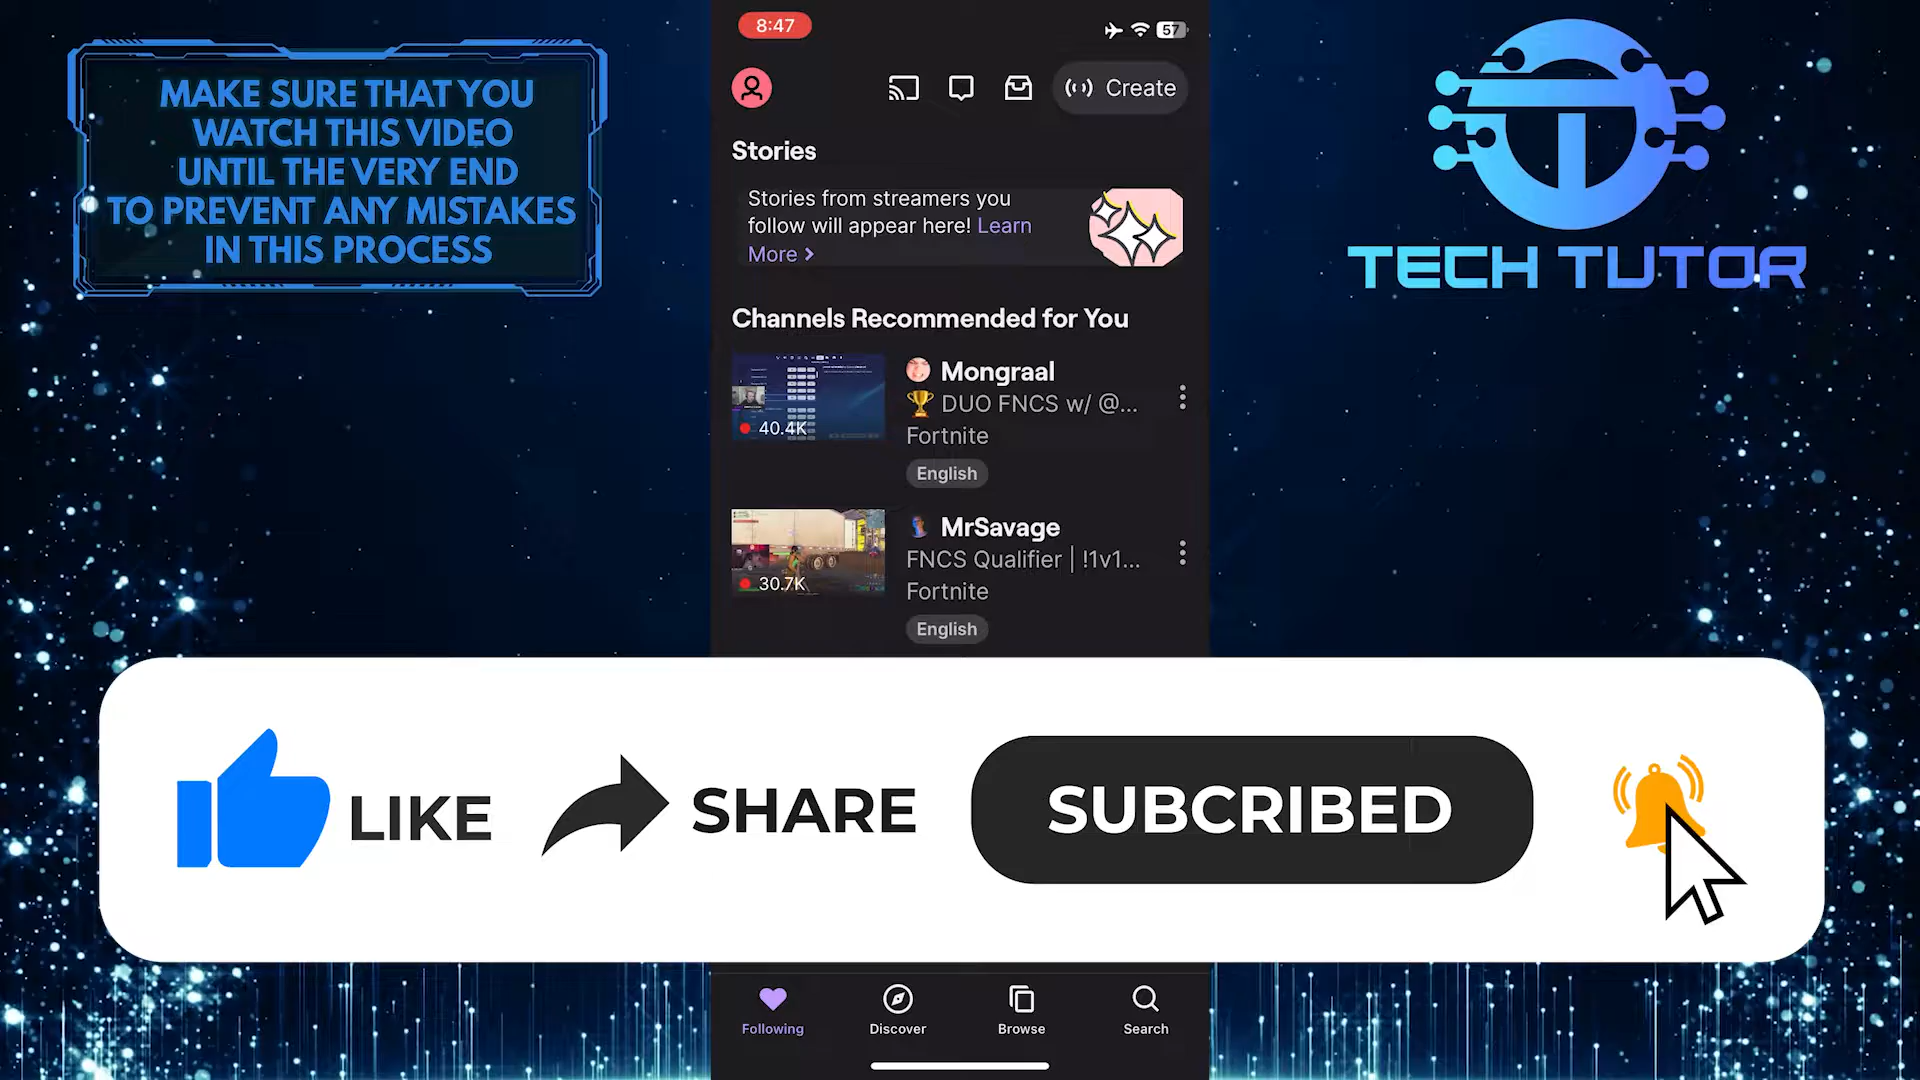 MAKE SURE THAT YOU
WATCH THIS VIDEO
UNTIL THE VERY END
TO PREVENT ANY MISTAKES
IN THIS PROCESS
8:47
57
Create
Stories
Stories from streamers you
follow will appear here! Learn
More >
Channels Recommended for You
Mongraal
DUO FNCS w/ @...
Fortnite
40.4K
English
MrSavage
FNCS Qualifier | !1v1...
Fortnite
30.7K
English
TECH TUTOR
LIKE
SHARE
SUBCRIBED
Following
Discover
Browse
Search